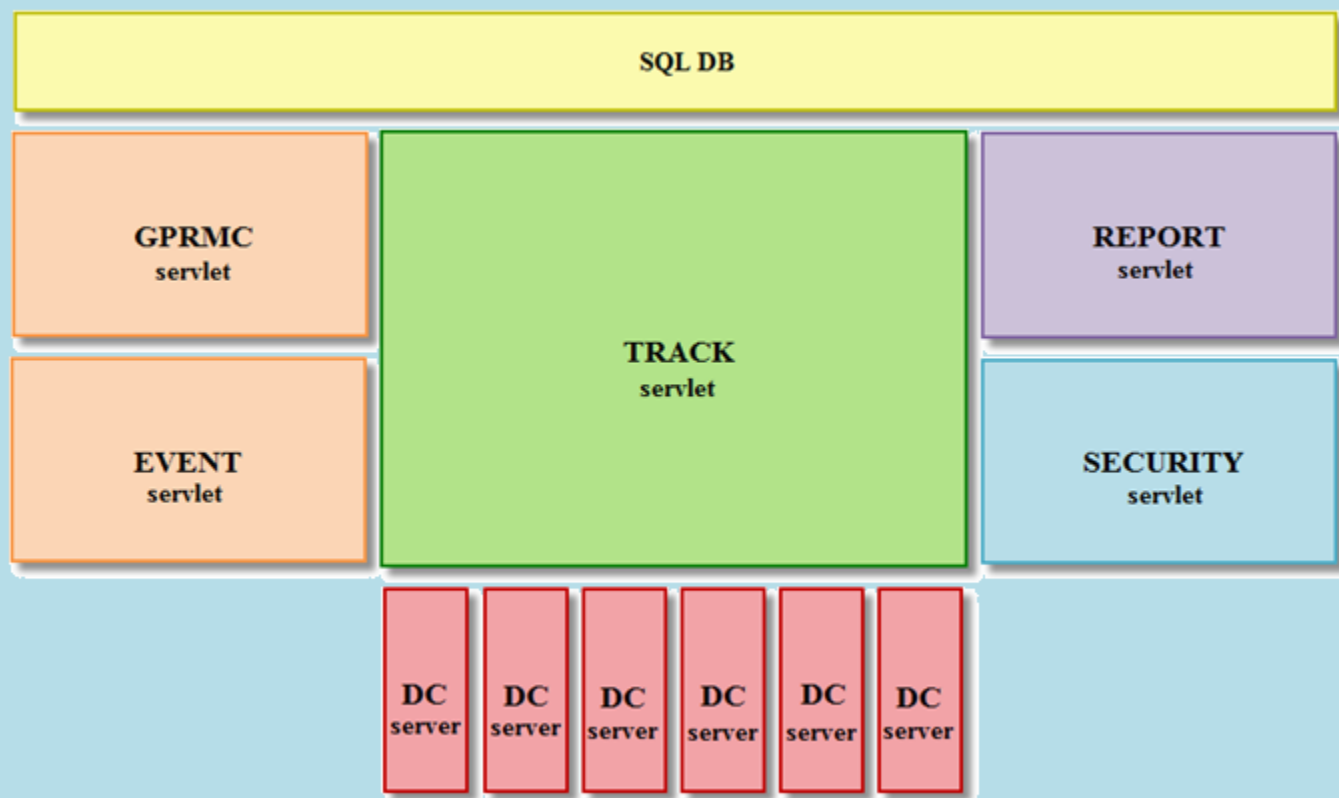 SQL DB
GPRMC
servlet
TRACK
servlet
REPORT
servlet
EVENT
servlet
SECURITY
servlet
DC
server
DC
server
DC
server
DC
server
DC
server
DC
server